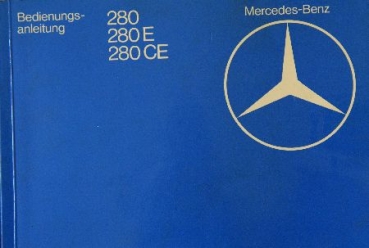 Bedienungs-
anleitung
280
280 E
280 CE
Mercedes-Benz